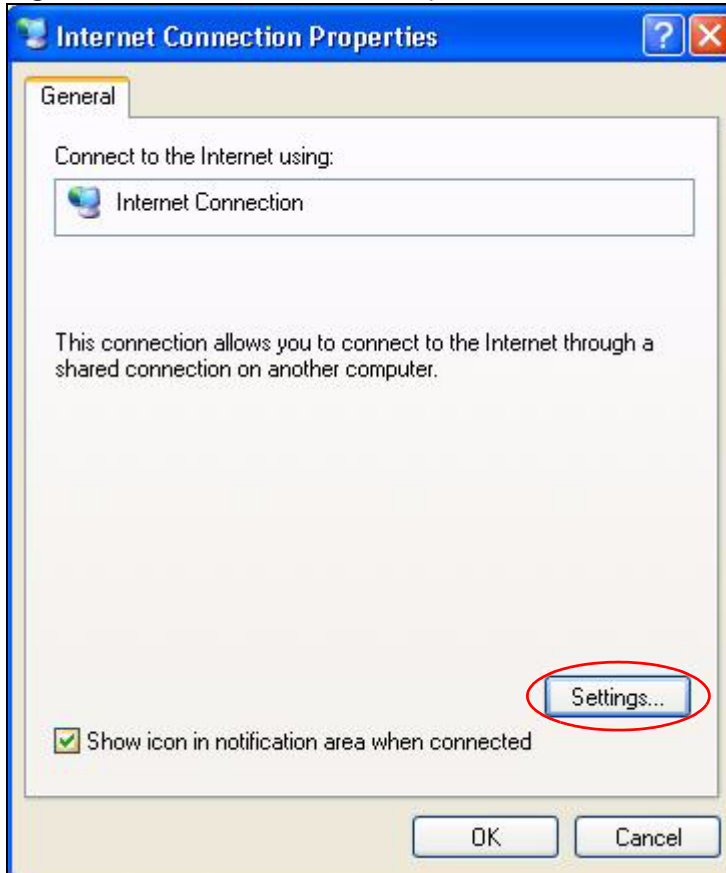 Internet Connection Properties
General
Connect to the Internet using:
Internet Connection
This connection allows you to connect to the Internet through a
shared connection on another computer.
Settings...
Show icon in notification area when connected
OK Cancel